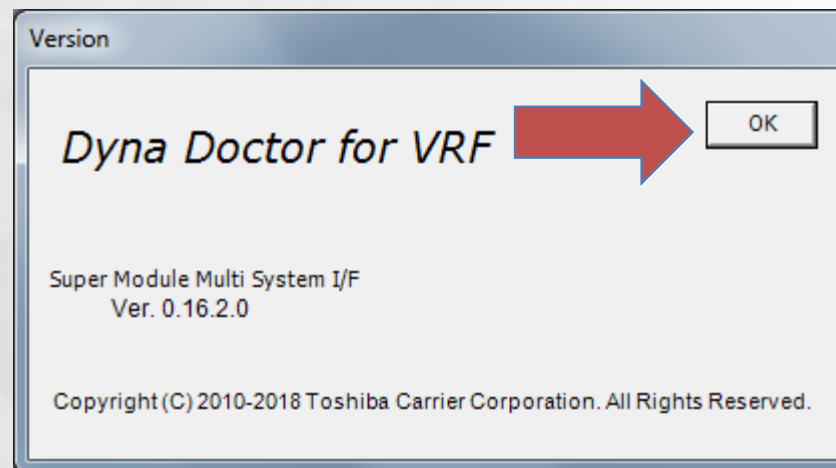 Version
Dyna Doctor for VRF
OK
Super Module Multi System I/F
Ver. 0.16.2.0
Copyright (C) 2010-2018 Toshiba Carrier Corporation. All Rights Reserved.